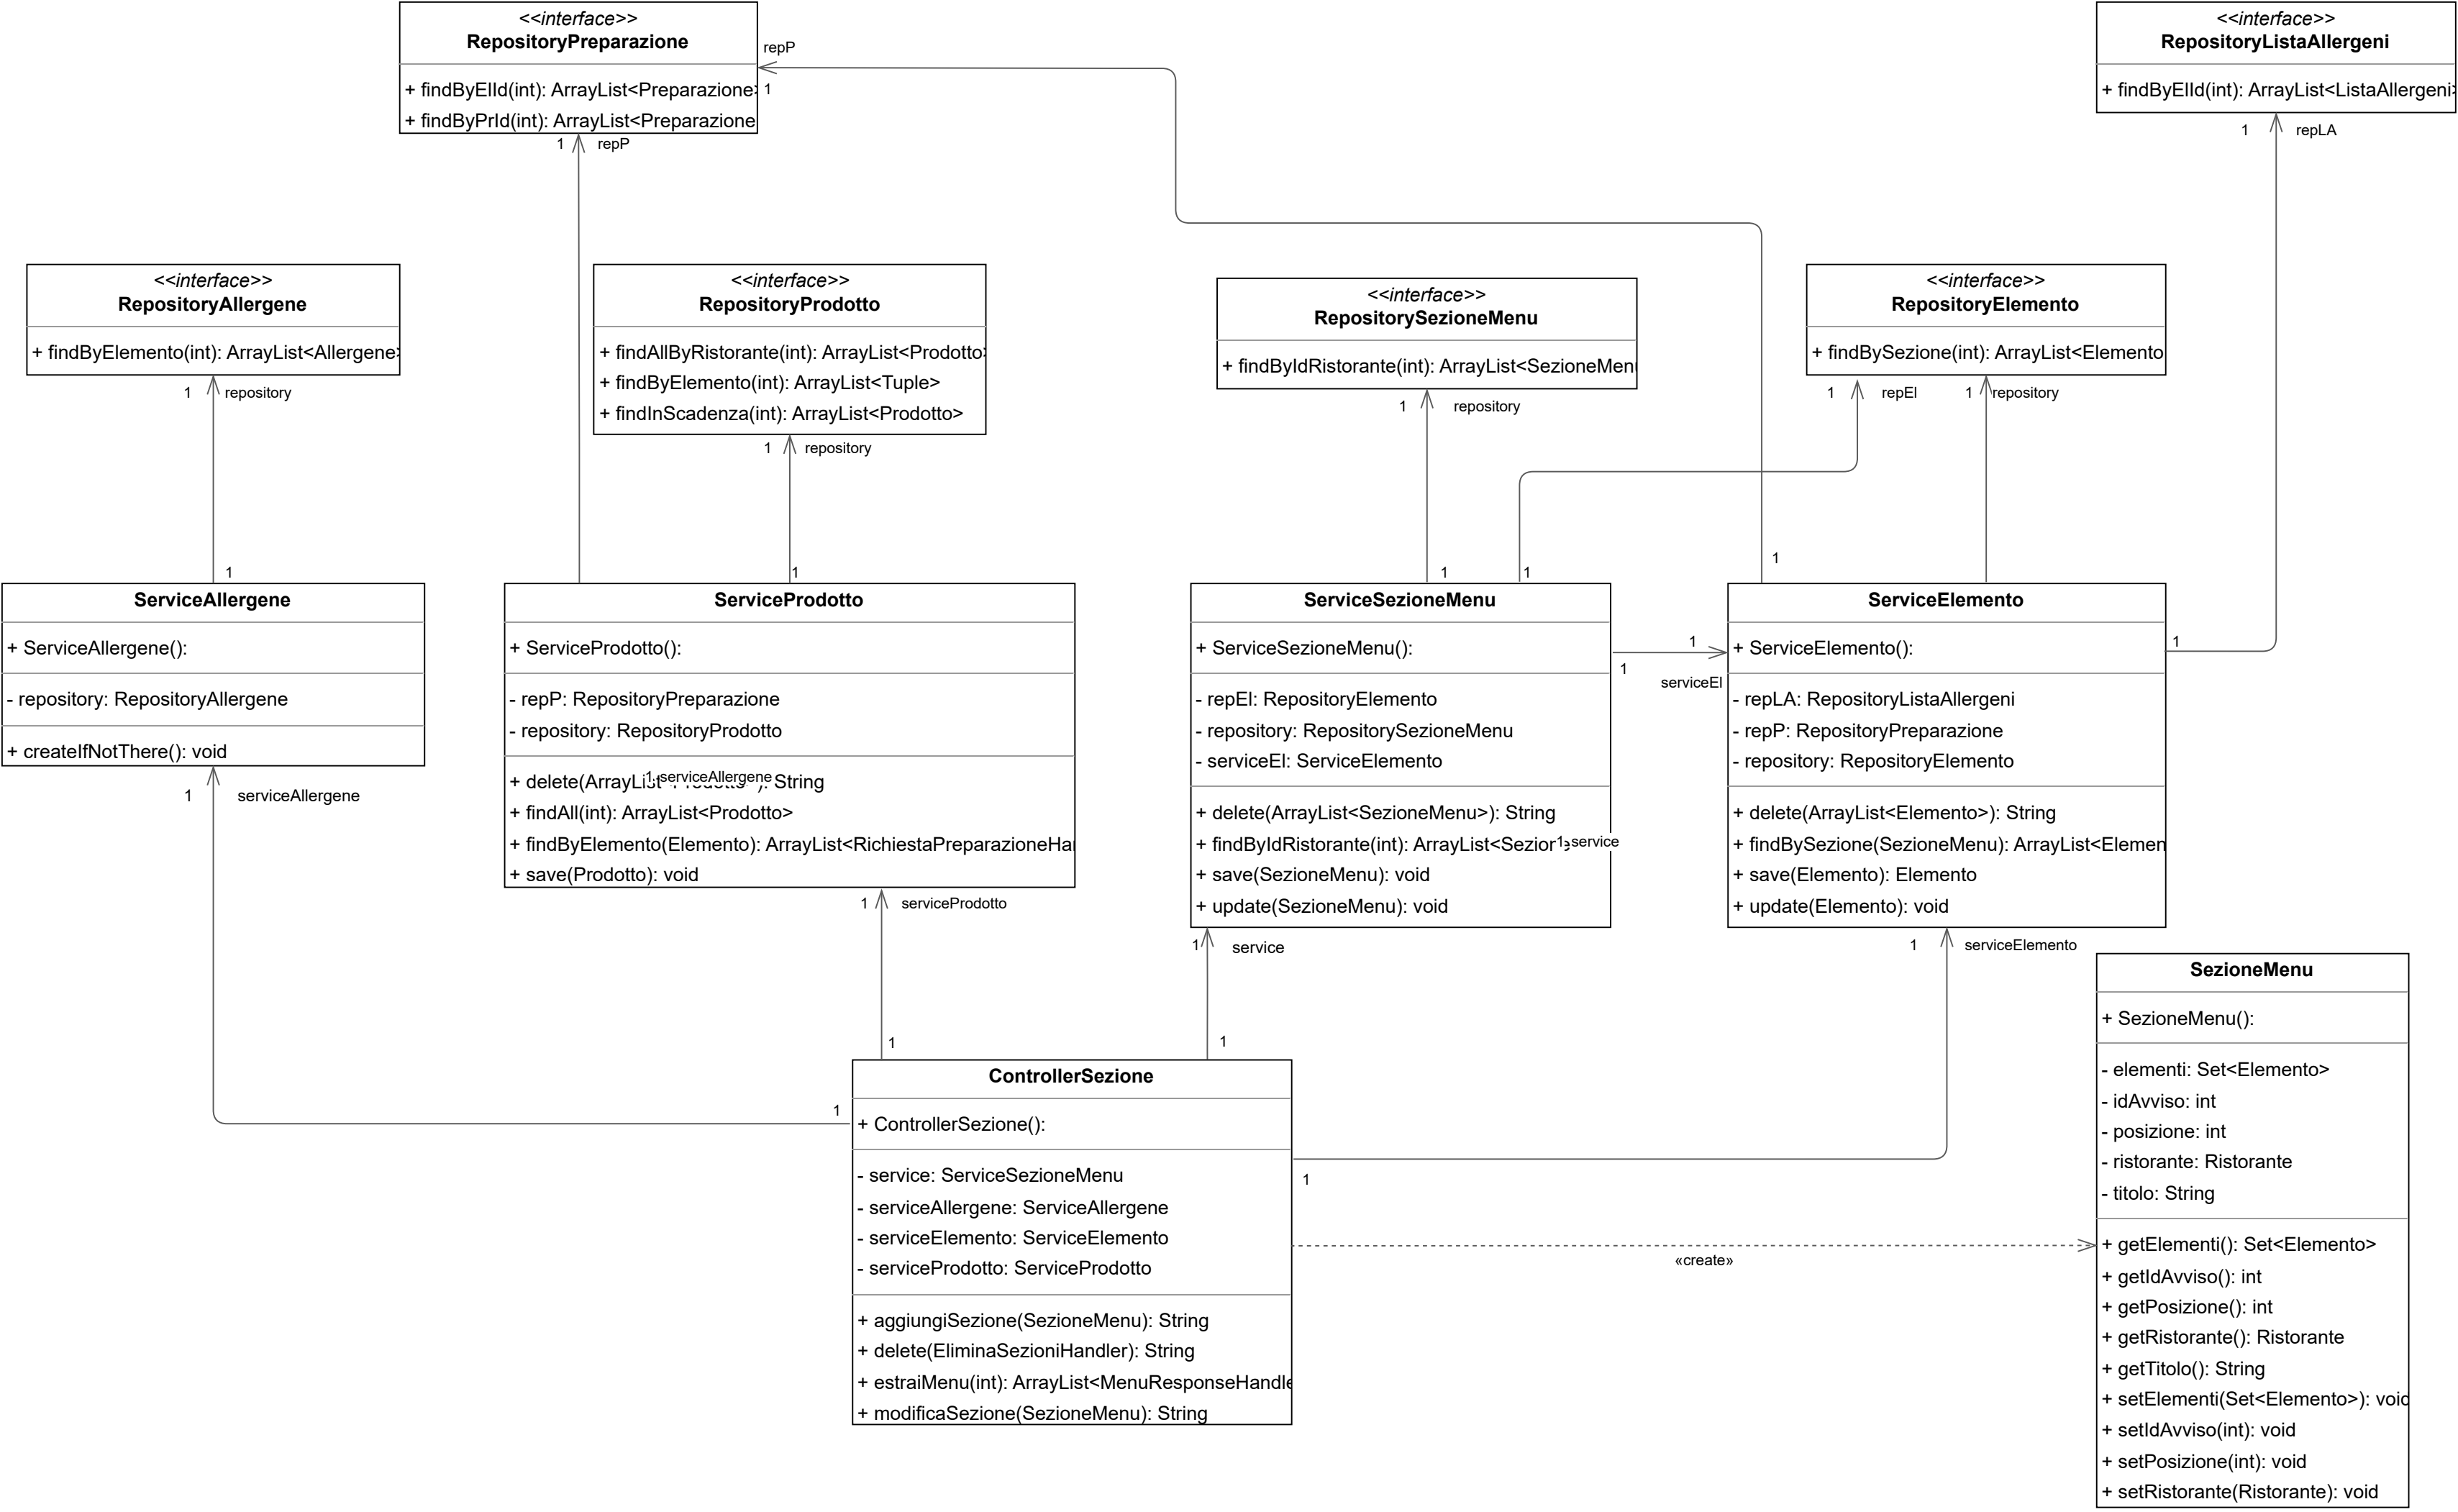 <<interface>>
RepositoryPreparazione
+ findByElId(int): ArrayList<Preparazione>
+ findByPrId(int): ArrayList<Preparazione
repP
1
1 repP
<<interface>>
RepositoryListaAllergeni
+ findByElId(int): ArrayList<ListaAllergeni>
1 repLA
<<interface>>
RepositoryAllergene
+ findByElemento(int): ArrayList<Allergene>
1 repository
1
<<interface>>
RepositoryProdotto
+ findAllByRistorante(int): ArrayList<Prodotto>
+ findByElemento(int): ArrayList<Tuple>
+ findInScadenza(int): ArrayList<Prodotto>
1 repository
1
<<interface>>
RepositorySezioneMenu
+ findByIdRistorante(int): ArrayList<SezioneMenu
1 repository
1
1
<<interface>>
RepositoryElemento
+ findBySezione(int): ArrayList<Elemento
1 repEl
1 repository
1
ServiceAllergene
+ ServiceAllergene():
- repository: RepositoryAllergene
+ createIfNotThere(): void
1 serviceAllergene
ServiceProdotto
+ ServiceProdotto():
- repP: RepositoryPreparazione
- repository: RepositoryProdotto
+ delete(ArrayList<Prodotto>): String
1 serviceAllergene
+ findAll(int): ArrayList<Prodotto>
+ findByElemento(Elemento): ArrayList<RichiestaPreparazioneHa
+ save(Prodotto): void
1 serviceProdotto
1
ServiceSezioneMenu
+ ServiceSezioneMenu():
- repEl: RepositoryElemento
- repository: RepositorySezioneMenu
- serviceEl: ServiceElemento
+ delete(ArrayList<SezioneMenu>): String
+ findByIdRistorante(int): ArrayList<Sezion
1 service
+ save(SezioneMenu): void
+ update(SezioneMenu): void
1 service
1
1
1
serviceEl
ServiceElemento
+ ServiceElemento():
- repLA: RepositoryListaAllergeni
- repP: RepositoryPreparazione
- repository: RepositoryElemento
+ delete(ArrayList<Elemento>): String
+ findBySezione(SezioneMenu): ArrayList<Elemen
+ save(Elemento): Elemento
+ update(Elemento): void
1
1 serviceElemento
ControllerSezione
+ ControllerSezione():
- service: ServiceSezioneMenu
- serviceAllergene: ServiceAllergene
- serviceElemento: ServiceElemento
- serviceProdotto: ServiceProdotto
+ aggiungiSezione(SezioneMenu): String
+ delete(EliminaSezioniHandler): String
+ estraiMenu(int): ArrayList<MenuResponseHandle
+ modificaSezione(SezioneMenu): String
1
1
«create»
SezioneMenu
+ SezioneMenu():
- elementi: Set<Elemento>
- idAvviso: int
- posizione: int
- ristorante: Ristorante
- titolo: String
+ getElementi(): Set<Elemento>
+ getIdAvviso(): int
+ getPosizione(): int
+ getRistorante(): Ristorante
+ getTitolo(): String
+ setElementi(Set<Elemento>): void
+ setIdAvviso(int): void
+ setPosizione(int): void
+ setRistorante(Ristorante): void